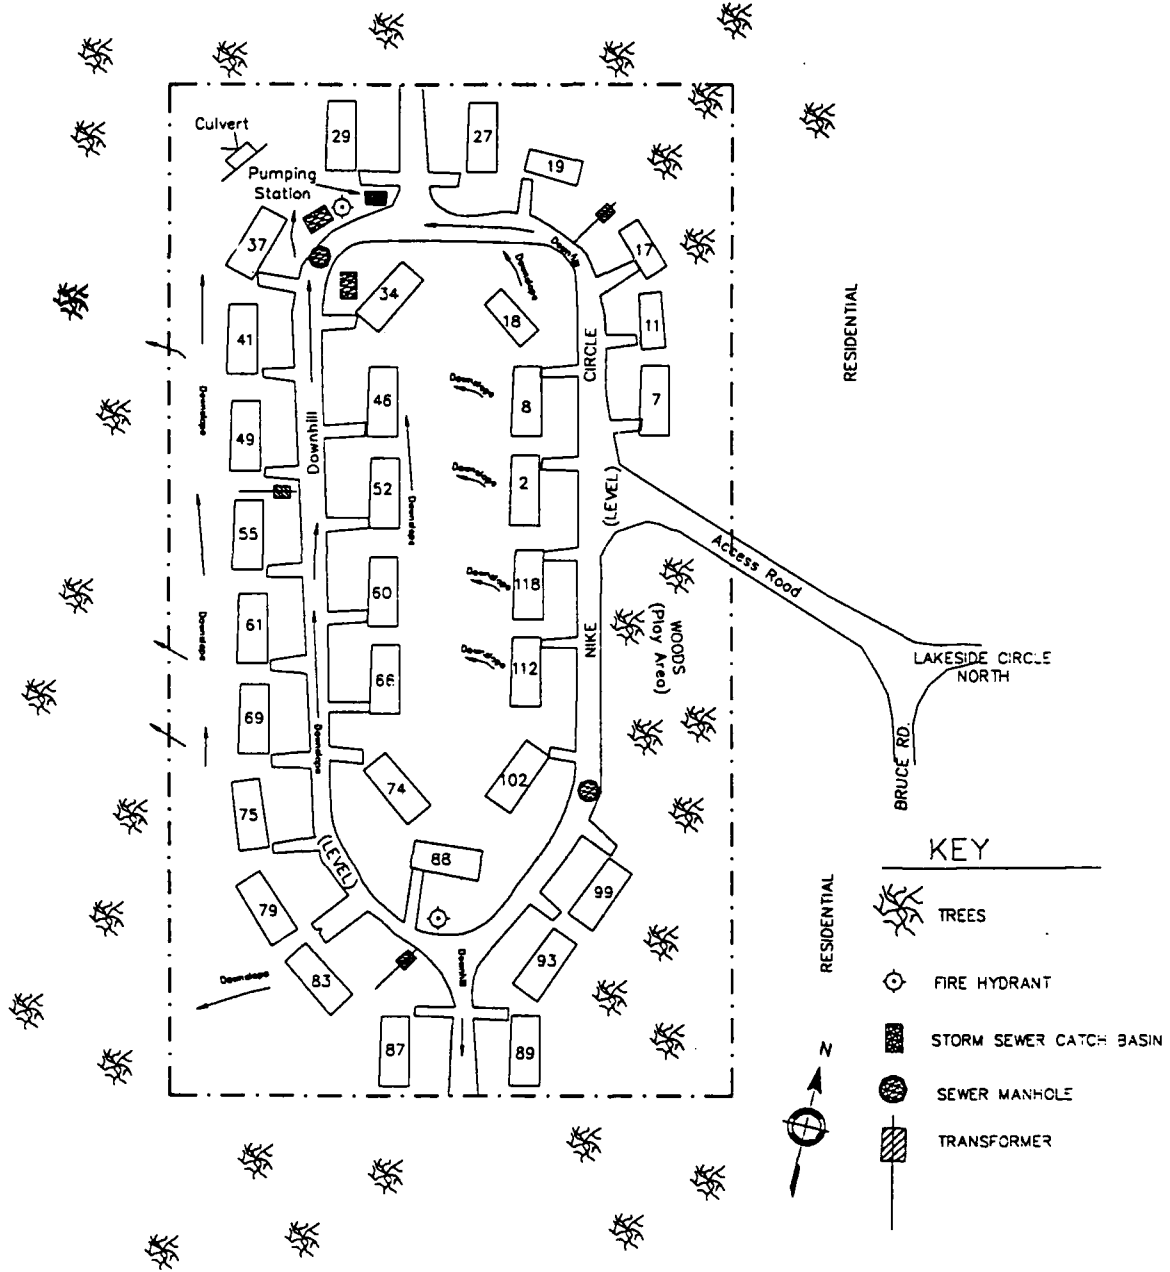 Culvert
29
27
19
Pumping
Station
37
17
Downhill
Downslope
34
18
11
41
RESIDENTIAL
CIRCLE
Downslope
Downslope
46
8
7
49
Downhill
52
Downslope
2
Downslope
(LEVEL)
55
Access Road
60
Downslope
118
61
Downslope
NIKE
WOODS
(Play Area)
66
Downslope
112
LAKESIDE CIRCLE
NORTH
69
Downslope
74
102
BRUCE RD.
75
(LEVEL)
88
KEY
79
99
TREES
RESIDENTIAL
83
Downslope
Downhill
93
FIRE HYDRANT
STORM SEWER CATCH BASIN
87
89
N
SEWER MANHOLE
TRANSFORMER